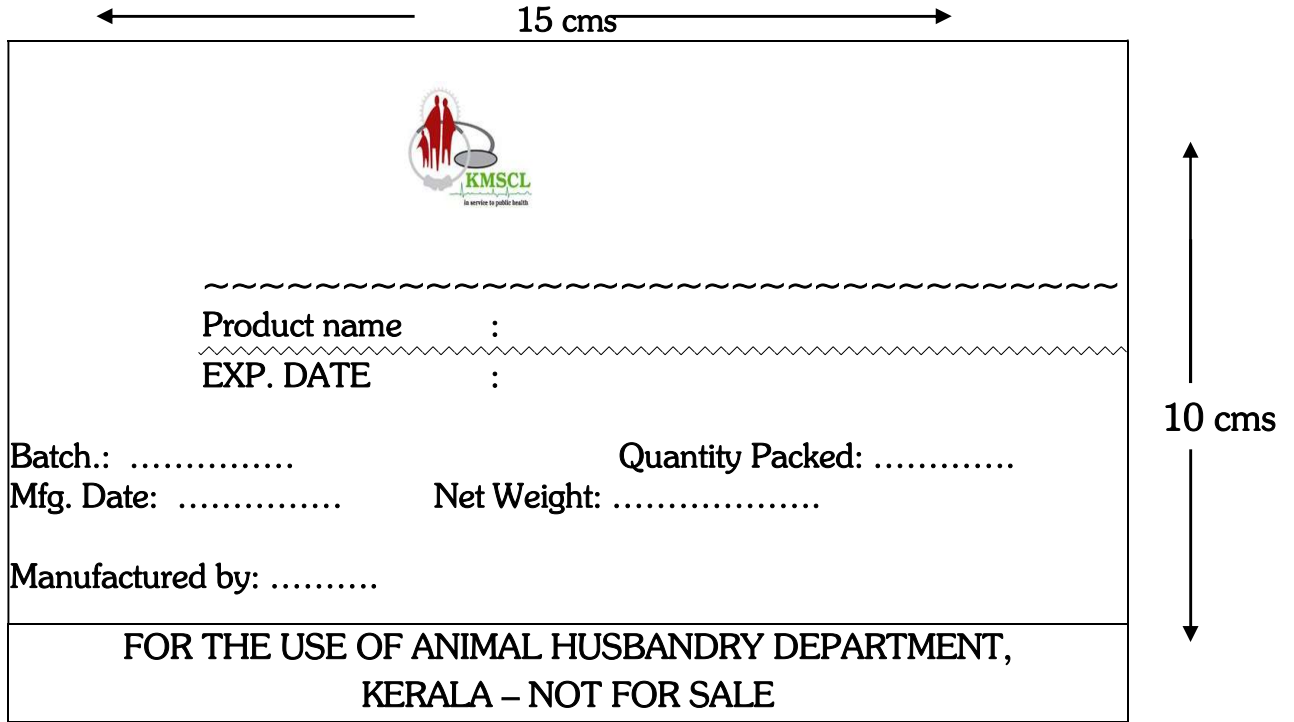 15 cms
KMSCL
in service to public health
~~~~~~~~~~~~~~~~~~~~~~~~~~~~~~~~~
Product name :
EXP. DATE :
10 cms
Batch.: …………… Quantity Packed: ………….
Mfg. Date: …………… Net Weight: ……………….
Manufactured by: ……….
FOR THE USE OF ANIMAL HUSBANDRY DEPARTMENT,
KERALA – NOT FOR SALE